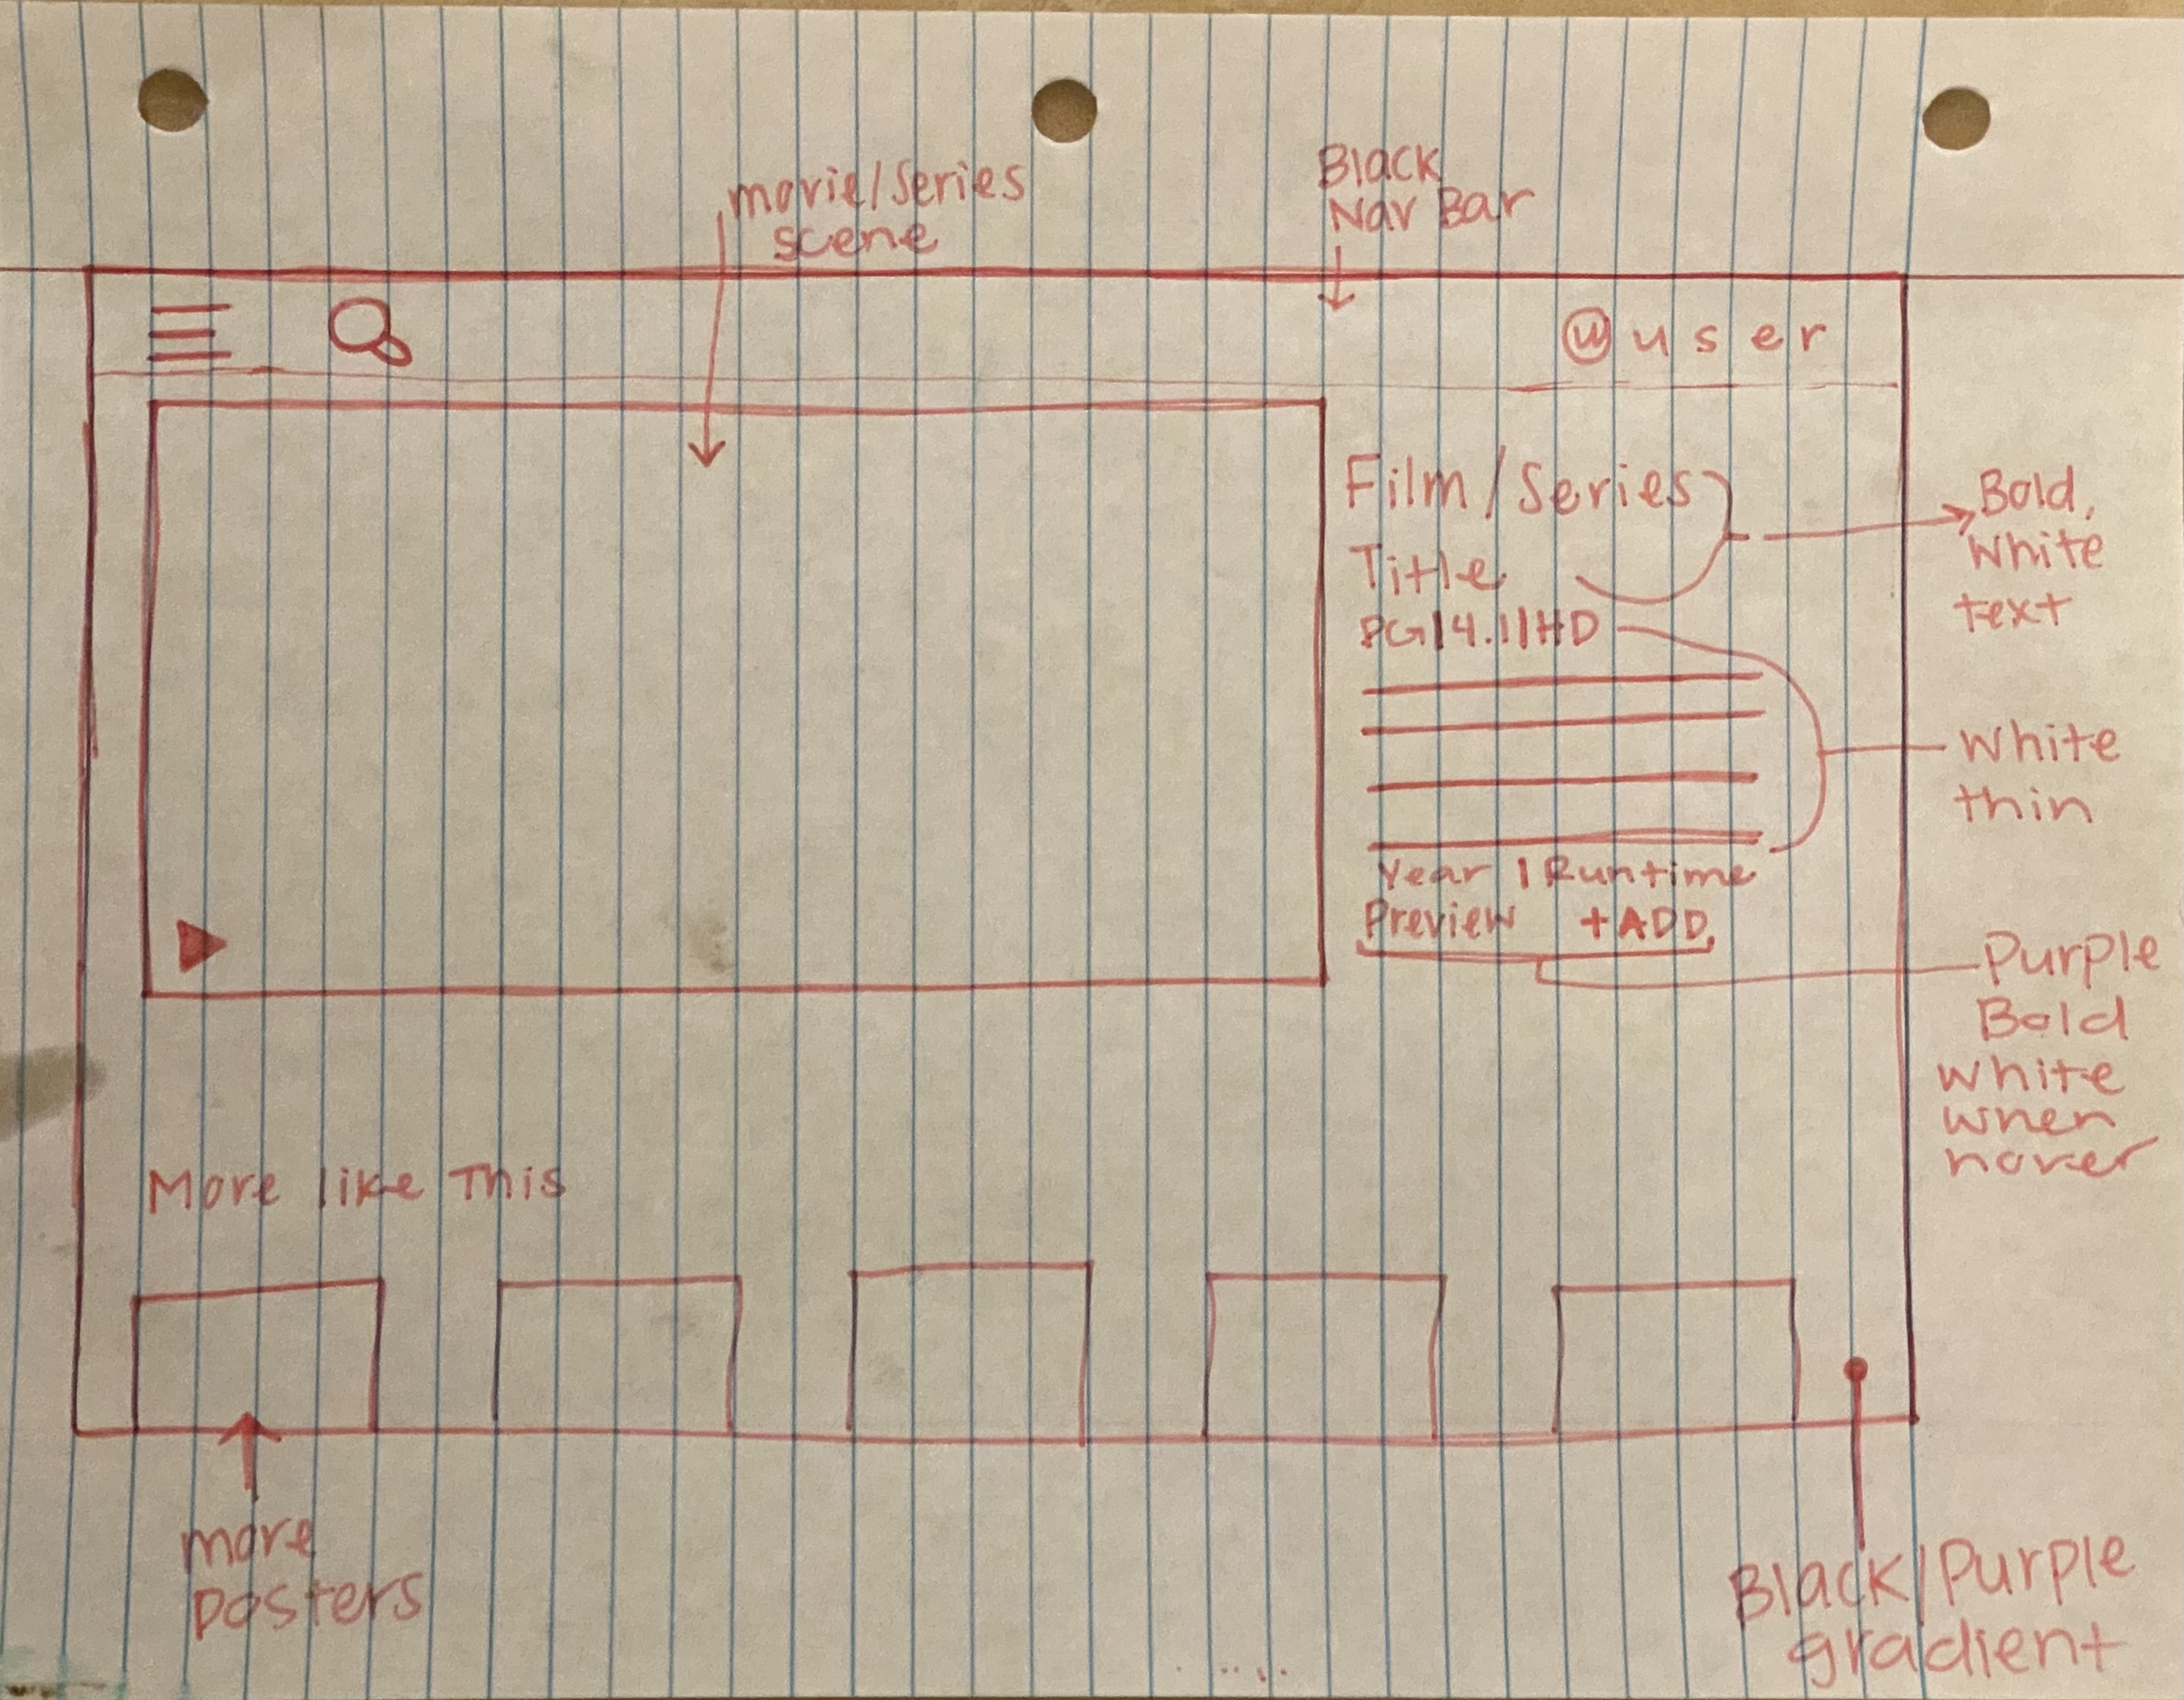 movie/Series
scene
Black
Nav Bar
@user
Film/Series
Title
PG|4.1|HD
Year | Runtime
Preview +ADD
Bold,
White
text
White
thin
Purple
Bold
white
when
hover
More like This
more
posters
Black/Purple
gradient